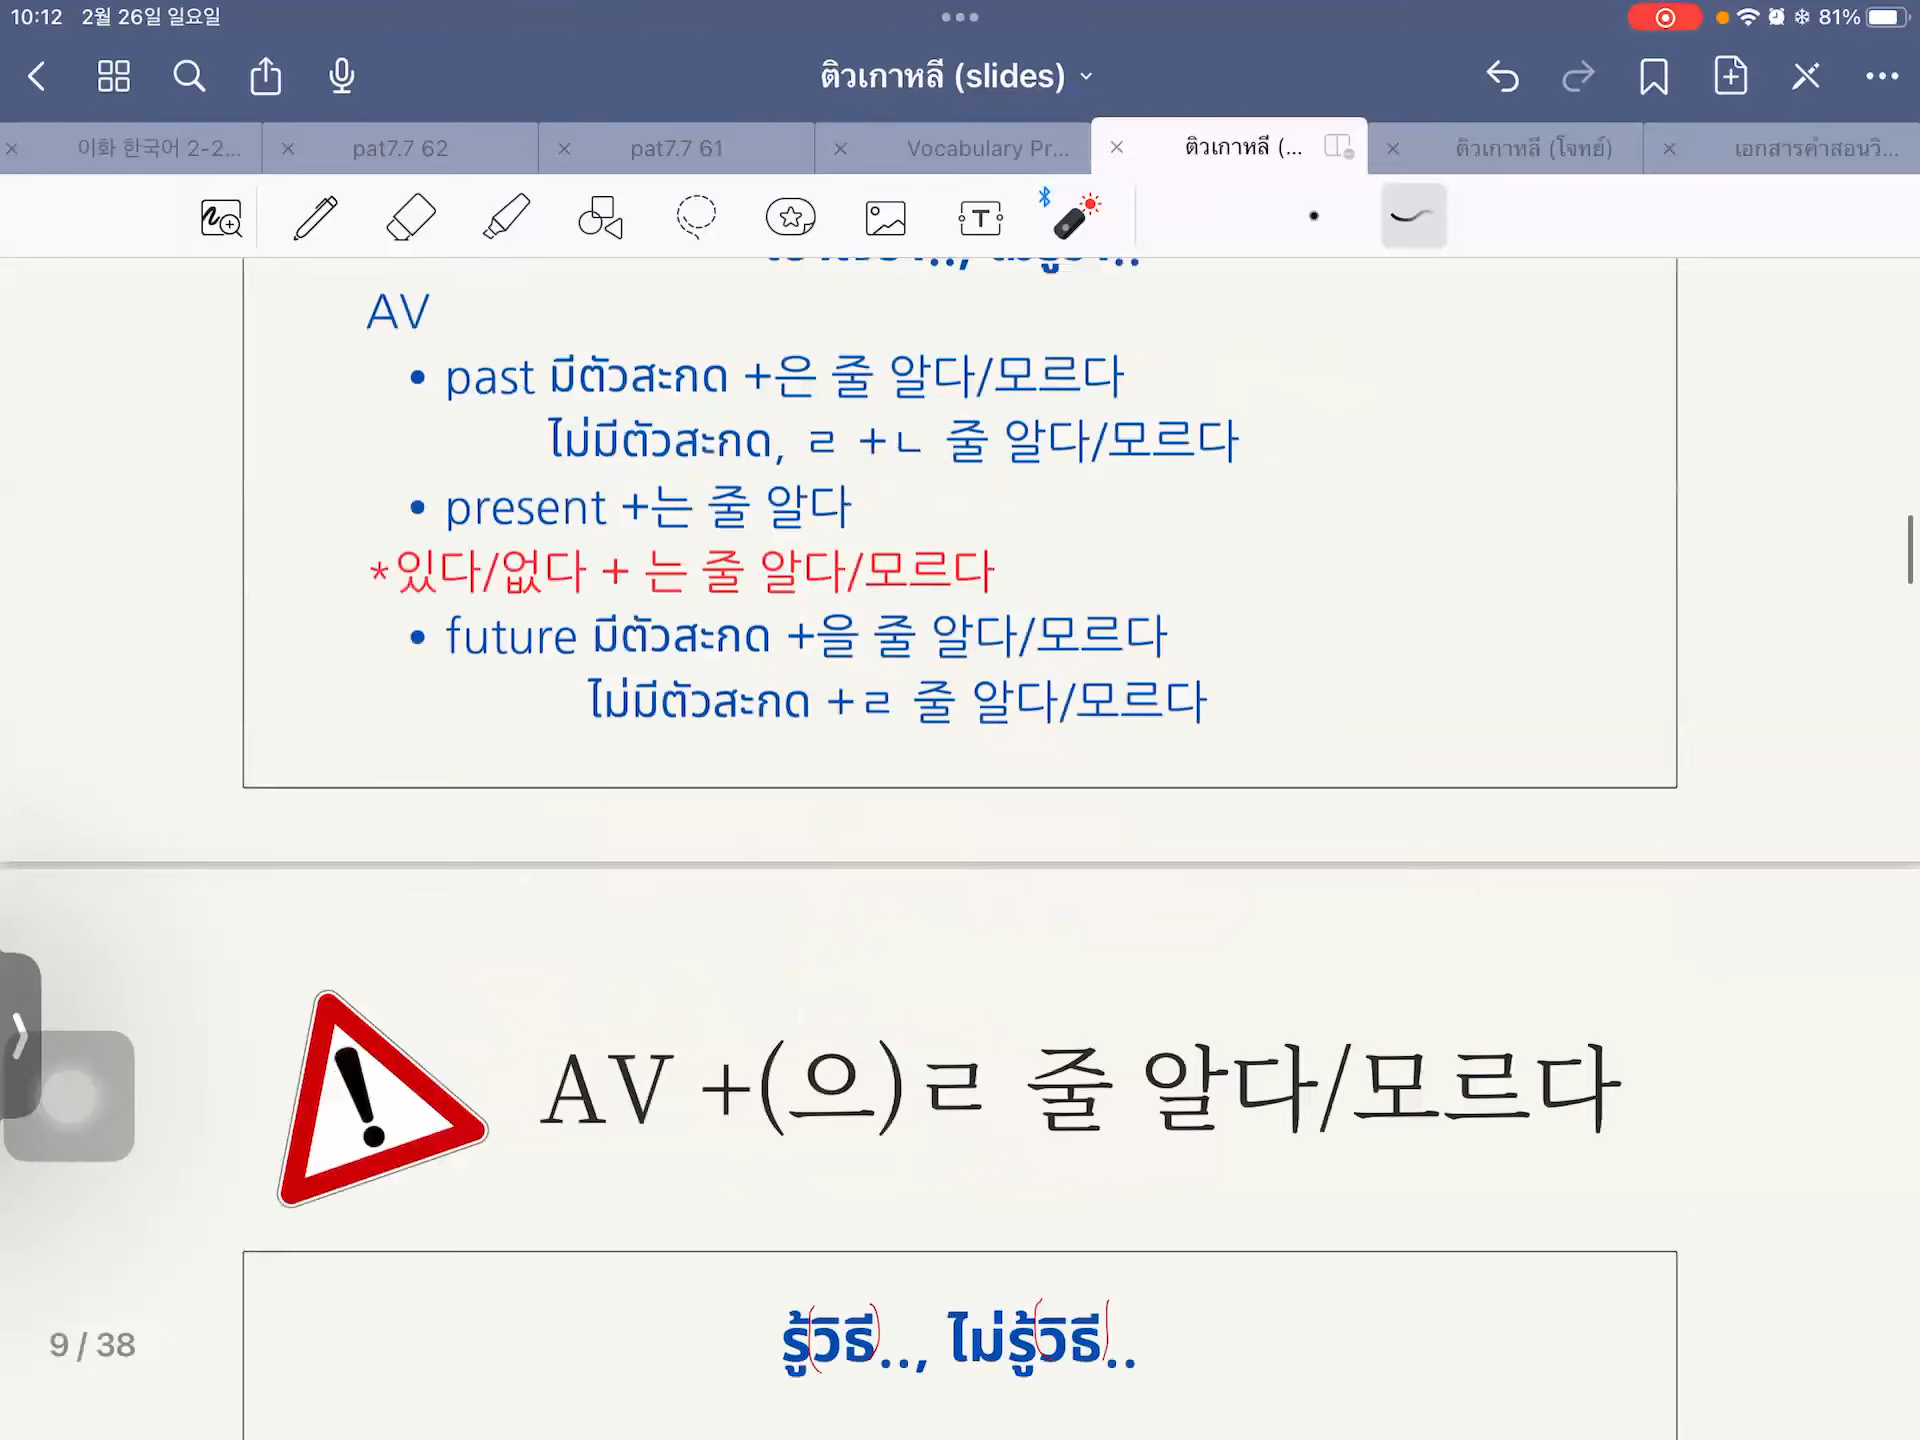 10:12 2월 26일 일요일
81%
ติวเกาหลี (slides)
이화 한국어 2-2...
pat7.7 62
pat7.7 61
Vocabulary Pr...
ติวเกาหลี (...
ติวเกาหลี (โจทย์)
เอกสารคำสอนวิ...
AV
• past มีตัวสะกด +은 줄 알다/모르다
ไม่มีตัวสะกด, ㄹ +ㄴ 줄 알다/모르다
• present +는 줄 알다
*있다/없다 + 는 줄 알다/모르다
• future มีตัวสะกด +을 줄 알다/모르다
ไม่มีตัวสะกด +ㄹ 줄 알다/모르다
AV +(으)ㄹ 줄 알다/모르다
รู้(วิธี).., ไม่รู้(วิธี)..
9 / 38